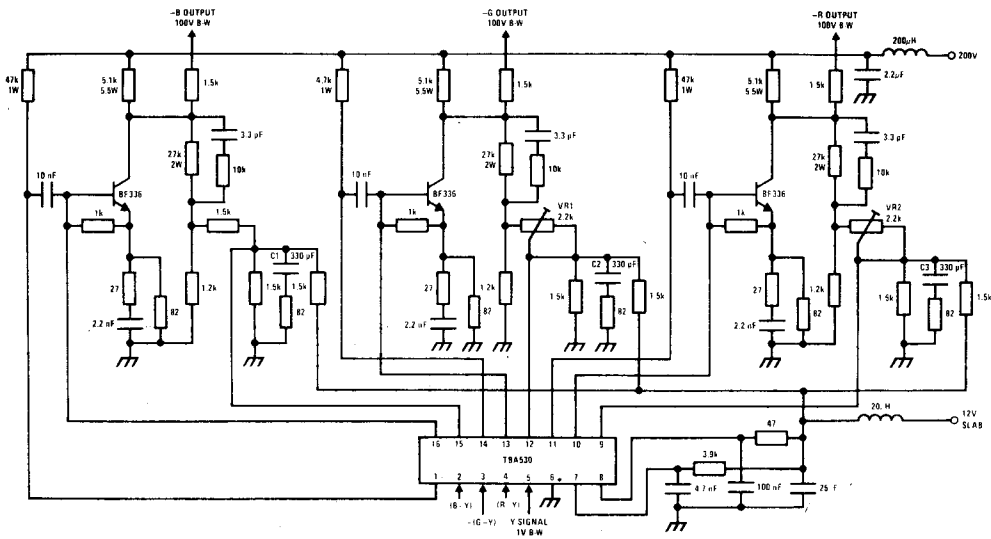 –B OUTPUT
100V B-W
–G OUTPUT
100V B-W
–R OUTPUT
100V B-W
200µH
200V
47k
1W
5.1k
5.5W
1.5k
4.7k
1W
5.1k
5.5W
1.5k
47k
1W
5.1k
5.5W
1.5k
2.2µF
3.3 pF
27k
2W
10k
3.3 pF
27k
2W
10k
3.3 pF
27k
2W
10k
10 nF
BF336
10 nF
BF336
10 nF
BF336
1k
1.5k
1k
VR1
2.2k
1k
VR2
2.2k
C1
330 pF
C2
330 pF
C3
330 pF
27
82
1.2k
1.5k
1.5k
82
27
82
1.2k
1.5k
82
1.5k
27
82
1.2k
1.5k
82
1.5k
2.2 nF
2.2 nF
2.2 nF
20. H
12V
SLAB
16 15 14 13 12 11 10 9
TBA530
1 2 3 4 5 6 7 8
47
3.9k
4.7 nF
100 nF
25 F
(B-Y)
-(G-Y)
(R Y)
Y SIGNAL
1V B-W